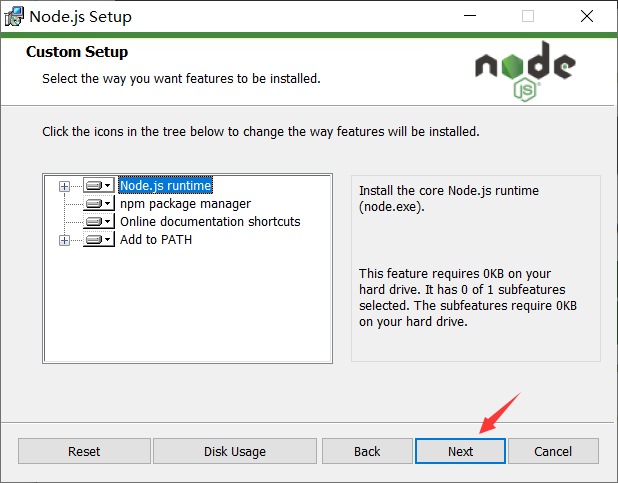 Node.js Setup
Custom Setup
Select the way you want features to be installed.
node
JS
Click the icons in the tree below to change the way features will be installed.
Node.js runtime
npm package manager
Online documentation shortcuts
Add to PATH
Install the core Node.js runtime
(node.exe).
This feature requires 0KB on your
hard drive. It has 0 of 1 subfeatures
selected. The subfeatures require 0KB
on your hard drive.
Reset
Disk Usage
Back
Next
Cancel